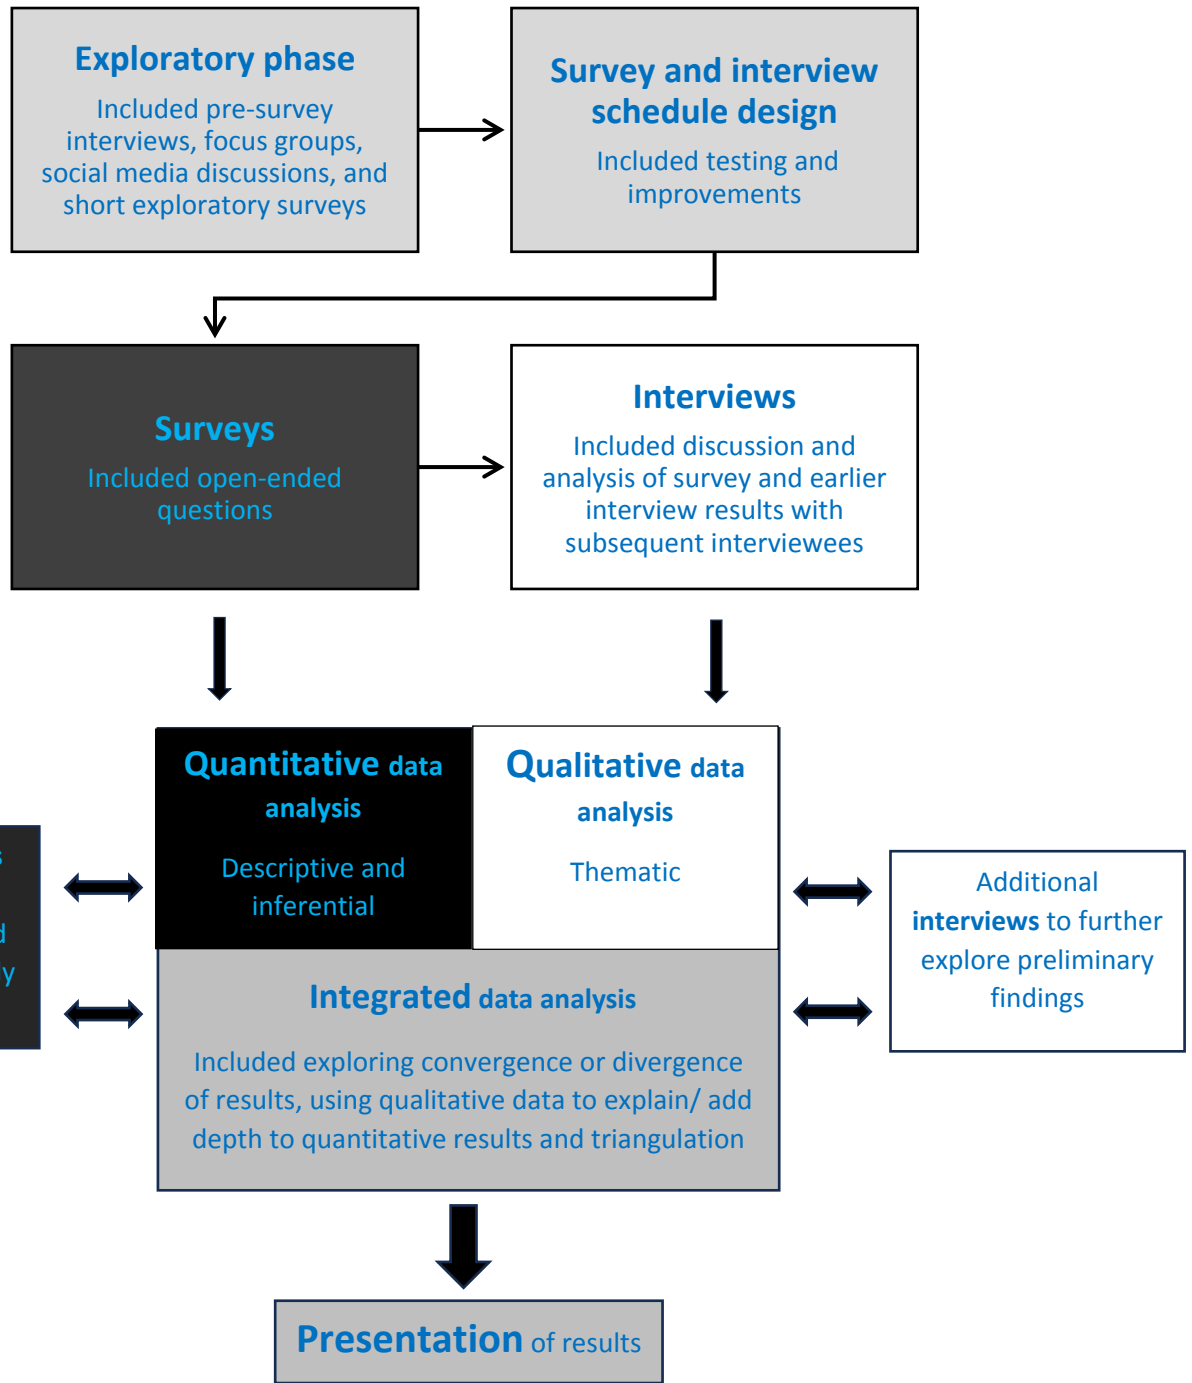 Exploratory phase
Included pre-survey
interviews, focus groups,
social media discussions, and
short exploratory surveys
Survey and interview
schedule design
Included testing and
improvements
Surveys
Included open-ended
questions
Interviews
Included discussion and
analysis of survey and earlier
interview results with
subsequent interviewees
Quantitative data
analysis
Descriptive and
inferential
Qualitative data
analysis
Thematic
Additional
interviews to further
explore preliminary
findings
Integrated data analysis
Included exploring convergence or divergence
of results, using qualitative data to explain/ add
depth to quantitative results and triangulation
Presentation of results